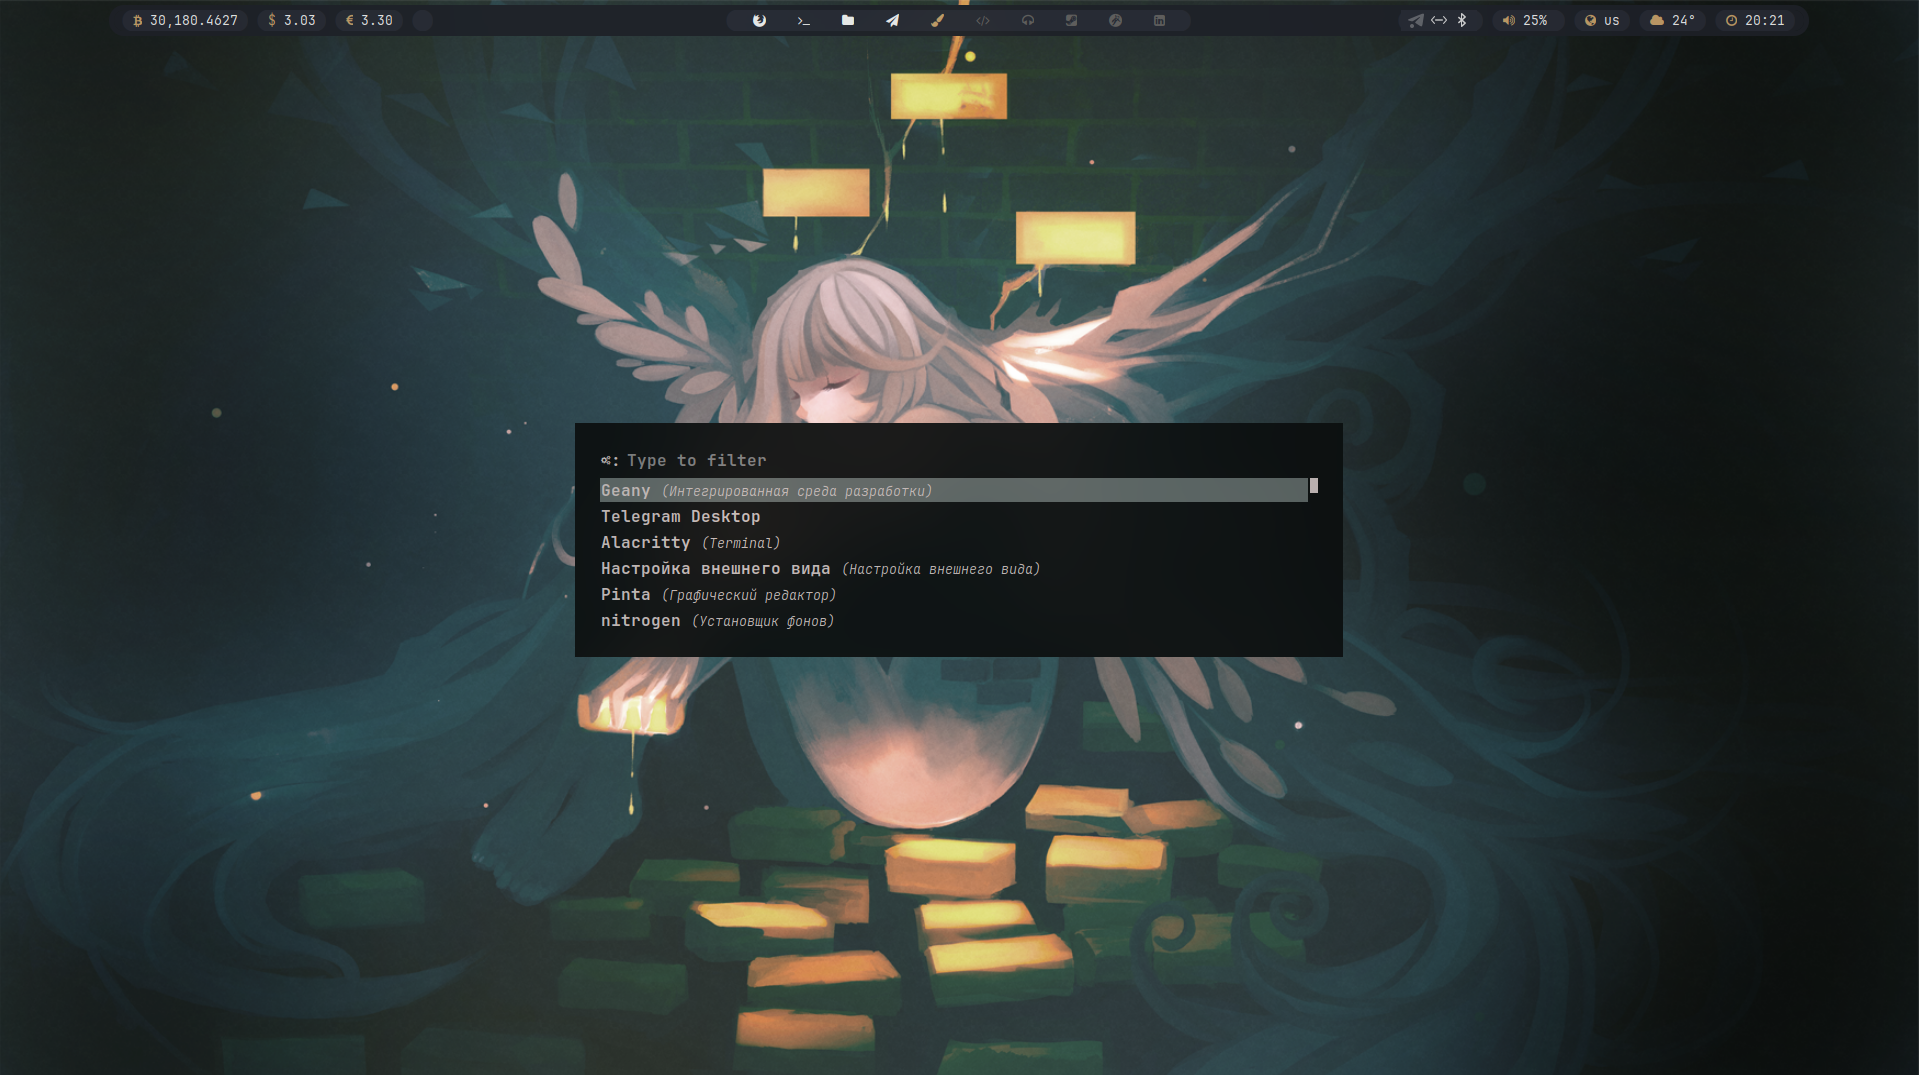 30,180.4627 $ 3.03 € 3.30 25% US 24° 20:21
: Type to filter
Geany (Интегрированная среда разработки)
Telegram Desktop
Alacritty (Terminal)
Настройка внешнего вида (Настройка внешнего вида)
Pinta (Графический редактор)
nitrogen (Установщик фонов)